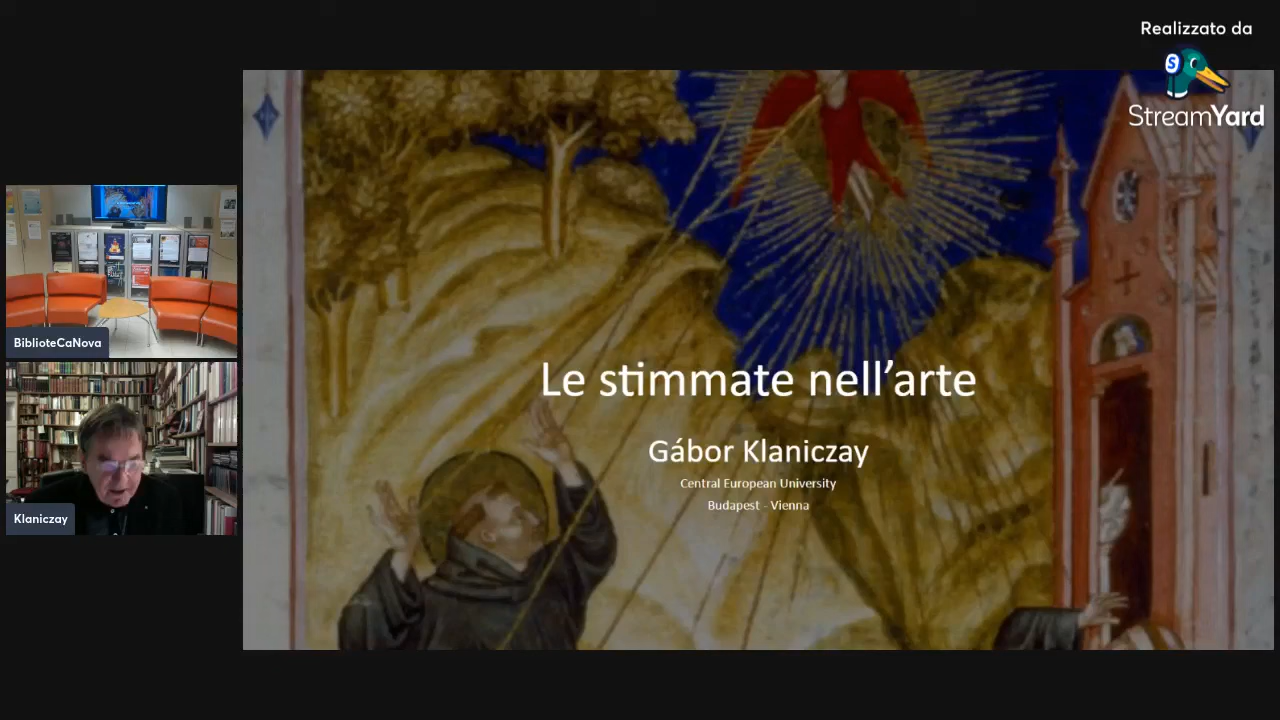 Realizzato da
StreamYard
BiblioteCaNova
Klaniczay
Le stimmate nell’arte
Gábor Klaniczay
Central European University
Budapest - Vienna